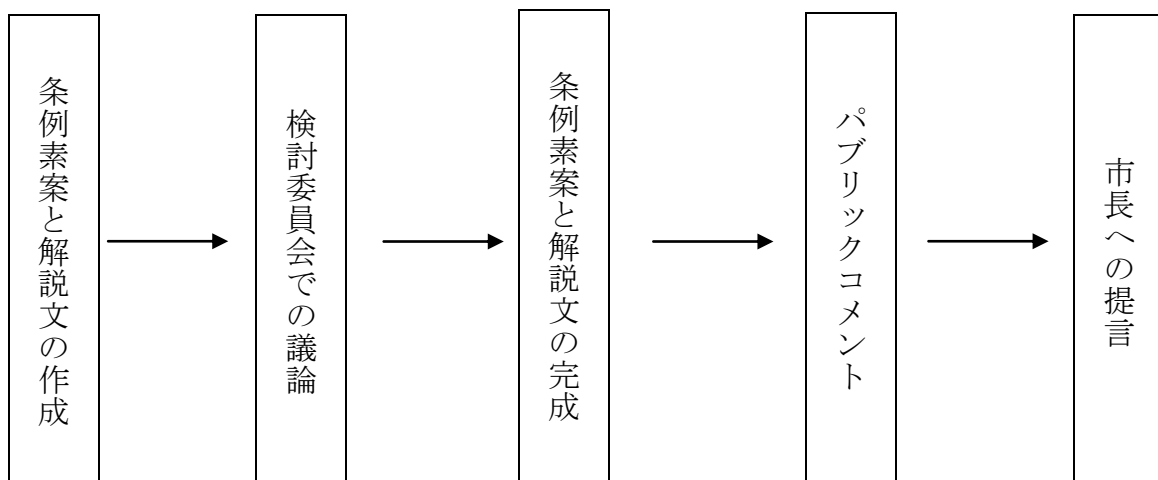 条例素案と解説文の作成
検討委員会での議論
条例素案と解説文の完成
パブリックコメント
市長への提言